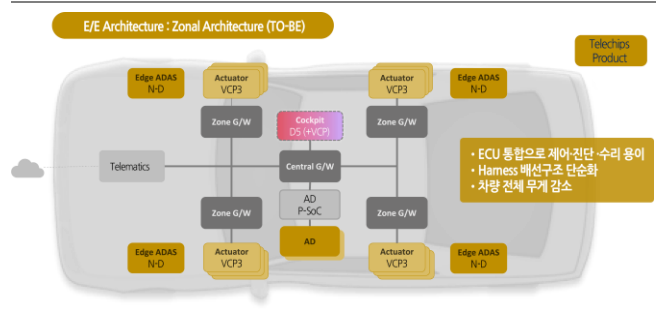 E/E Architecture : Zonal Architecture (TO-BE)
Telechips
Product
Edge ADAS
N-D
Actuator
VCP3
Actuator
VCP3
Edge ADAS
N-D
Zone G/W
Cockpit
D5 (+VCP)
Zone G/W
Telematics
Central G/W
• ECU 통합으로 제어·진단·수리 용이
• Harness 배선구조 단순화
• 차량 전체 무게 감소
AD
P-SoC
Zone G/W
Zone G/W
AD
Edge ADAS
N-D
Actuator
VCP3
Actuator
VCP3
Edge ADAS
N-D